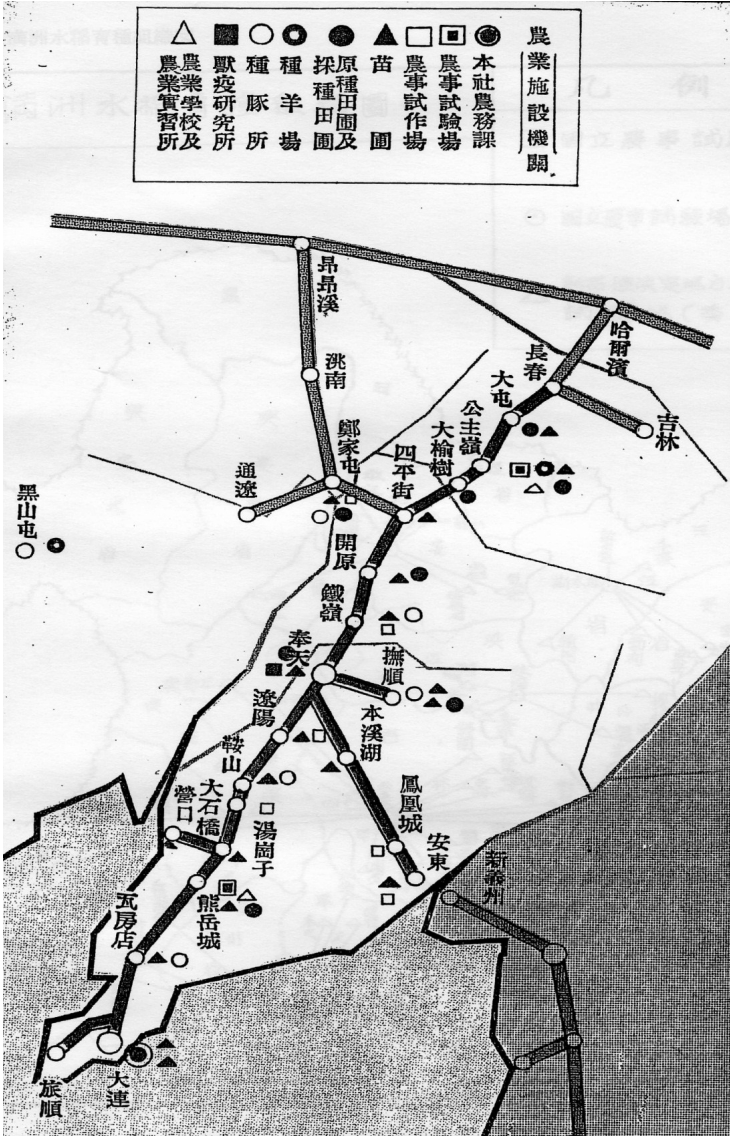 農業施設機關
本社農務課
農事試驗場
農事試作場
苗圃
原種田圃及
採種田圃
種羊場
種豚所
獸疫研究所
農業學校及
農業實習所
昂昂溪
哈爾濱
洮南
長春
大屯
吉林
公主嶺
大榆樹
鄭家屯
四平街
通遼
黑山屯
開原
鐵嶺
奉天
撫順
遼陽
本溪湖
鞍山
大石橋
營口
湯崗子
鳳凰城
安東
新義州
熊岳城
瓦房店
大連
旅順
凡例